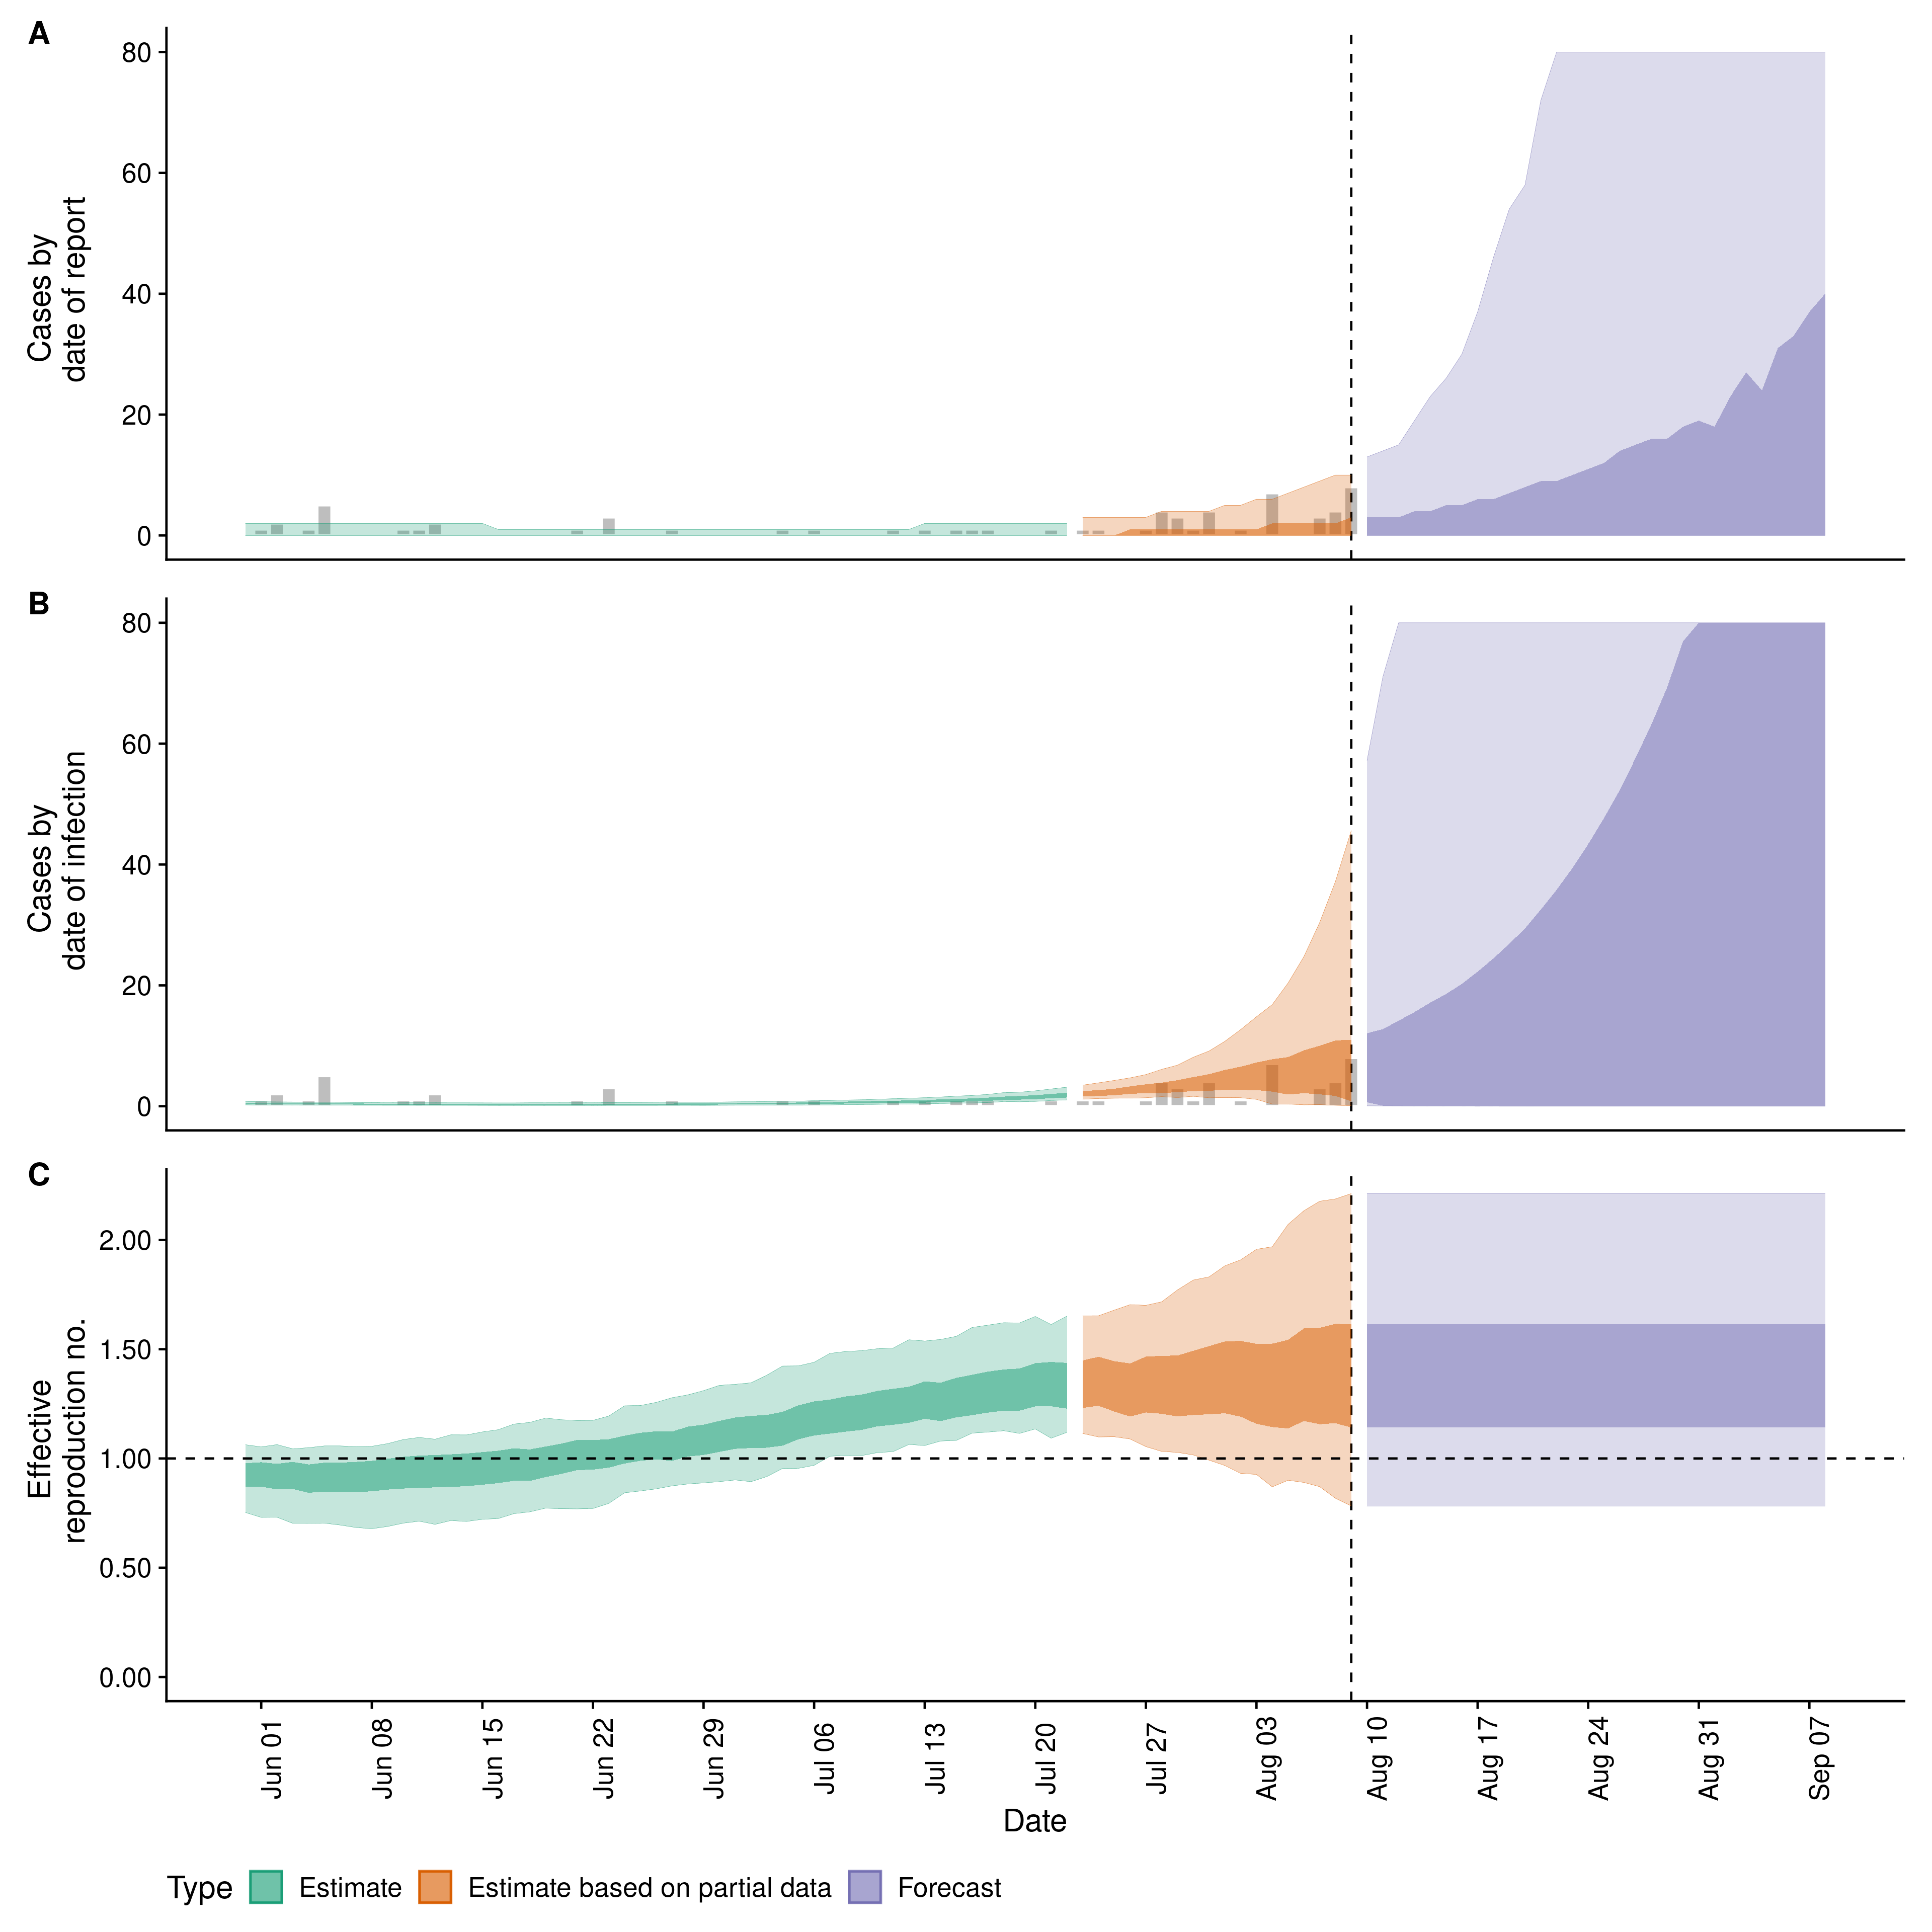 A
80
60
40
20
0
Cases by
date of report
B
80
60
40
20
0
Cases by
date of infection
C
2.00
1.50
1.00
0.50
0.00
Effective
reproduction no.
Jun 01
Jun 08
Jun 15
Jun 22
Jun 29
Jul 06
Jul 13
Jul 20
Jul 27
Aug 03
Aug 10
Aug 17
Aug 24
Aug 31
Sep 07
Date
Type Estimate Estimate based on partial data Forecast